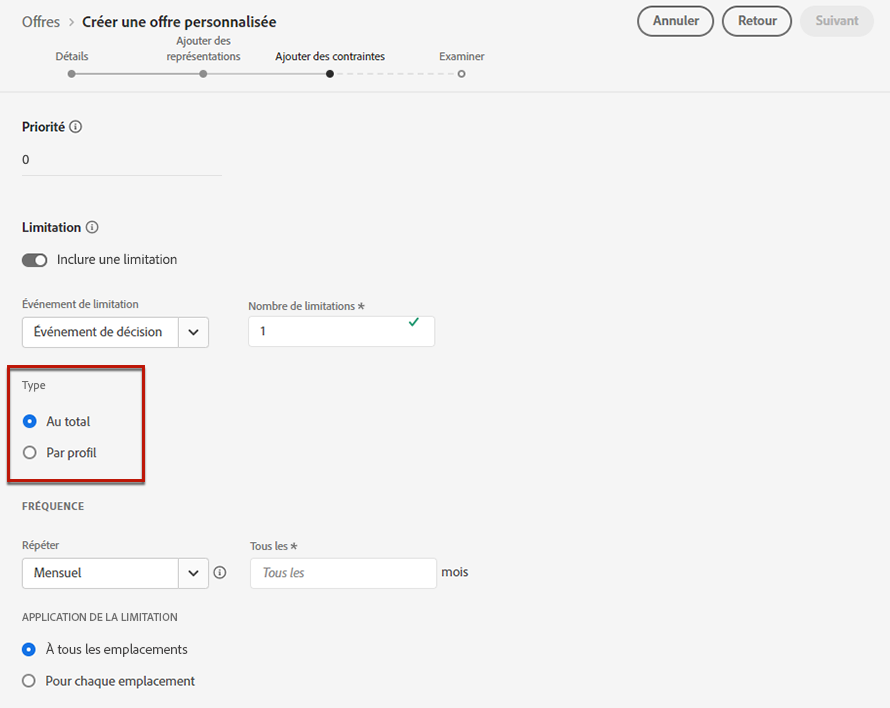 Offres > Créer une offre personnalisée
Annuler
Retour
Suivant
Détails
Ajouter des
représentations
Ajouter des contraintes
Examiner
Priorité
0
Limitation
Inclure une limitation
Événement de limitation
Nombre de limitations *
Événement de décision
1
Type
Au total
Par profil
FRÉQUENCE
Répéter
Tous les *
Mensuel
Tous les
mois
APPLICATION DE LA LIMITATION
À tous les emplacements
Pour chaque emplacement